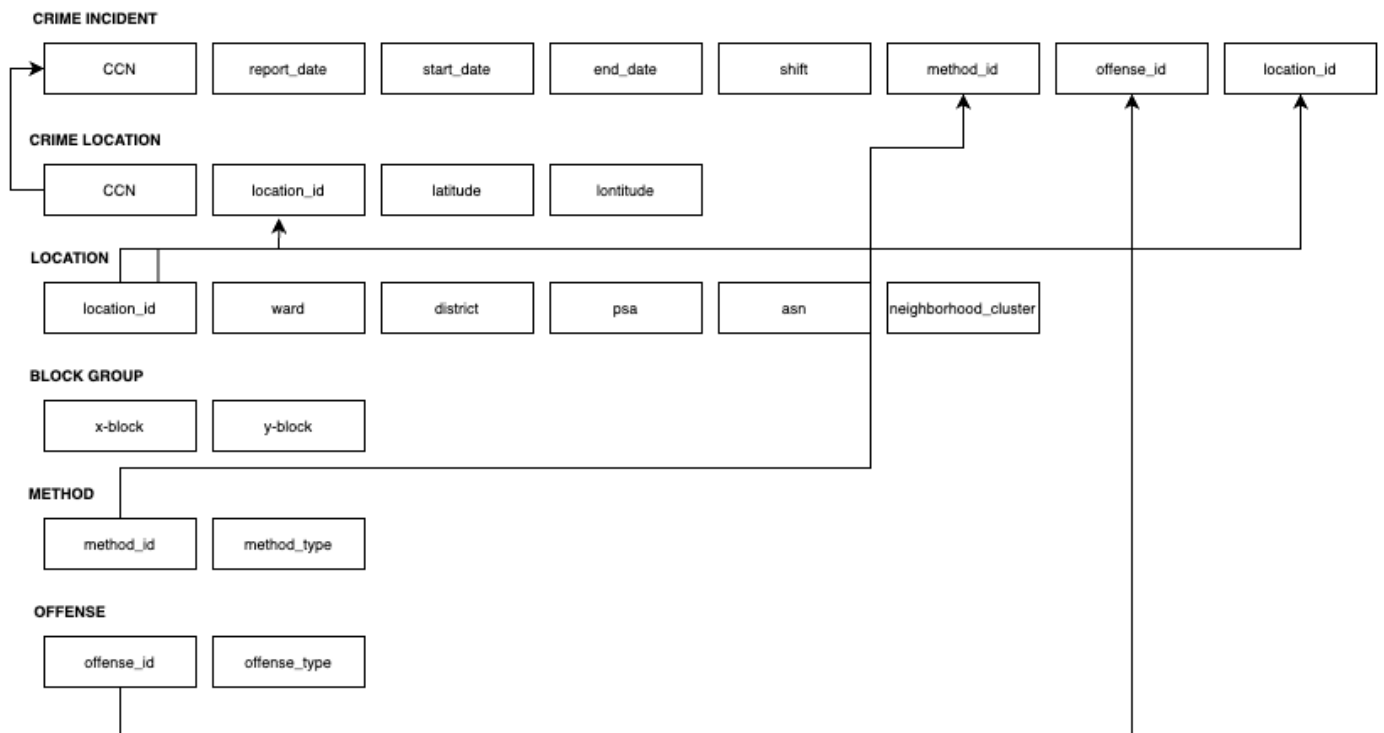 CRIME INCIDENT
CCN report_date start_date end_date shift method_id offense_id location_id
CRIME LOCATION
CCN location_id latitude lontitude
LOCATION
location_id ward district psa asn neighborhood_cluster
BLOCK GROUP
x-block y-block
METHOD
method_id method_type
OFFENSE
offense_id offense_type